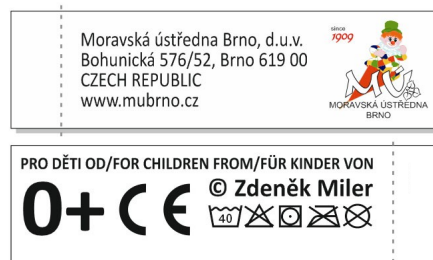 Moravská ústředna Brno, d.u.v.
Bohunická 576/52, Brno 619 00
CZECH REPUBLIC
www.mubrno.cz
since
1909
MU
MORAVSKÁ ÚSTŘEDNA
BRNO
PRO DĚTI OD/FOR CHILDREN FROM/FÜR KINDER VON
0+ CE
© Zdeněk Miler
40